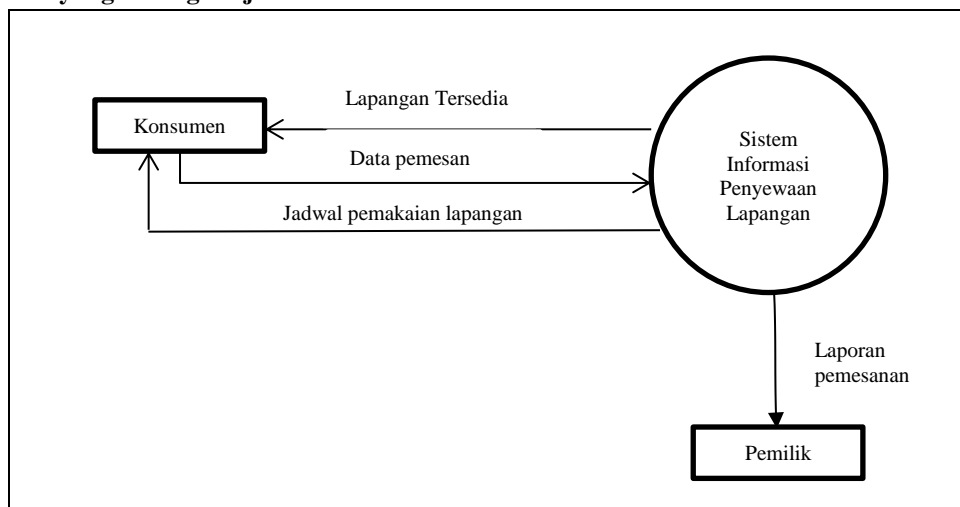 Lapangan Tersedia
Konsumen
Data pemesan
Jadwal pemakaian lapangan
Sistem
Informasi
Penyewaan
Lapangan
Laporan
pemesanan
Pemilik